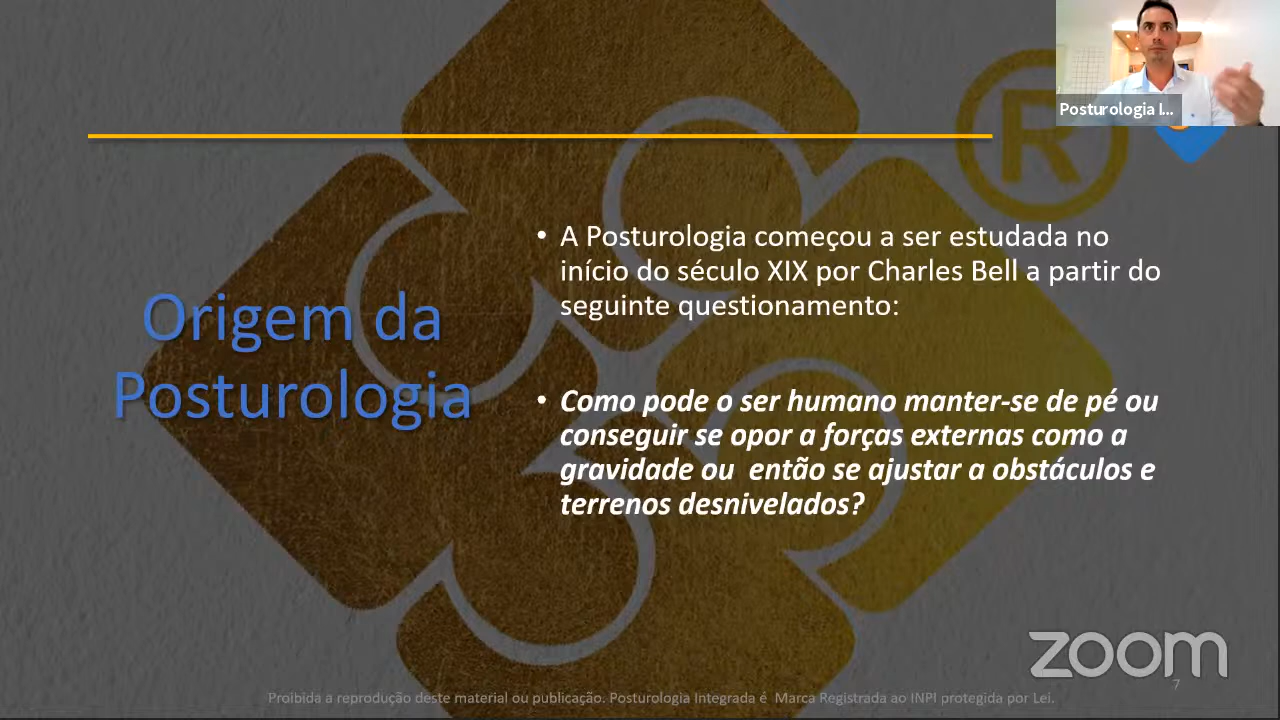 Posturologia I...
R
Origem da
Posturologia
• A Posturologia começou a ser estudada no
início do século XIX por Charles Bell a partir do
seguinte questionamento:
• Como pode o ser humano manter-se de pé ou
conseguir se opor a forças externas como a
gravidade ou então se ajustar a obstáculos e
terrenos desnivelados?
zoom
7
Proibida a reprodução deste material ou publicação. Posturologia Integrada é Marca Registrada ao INPI protegida por Lei.